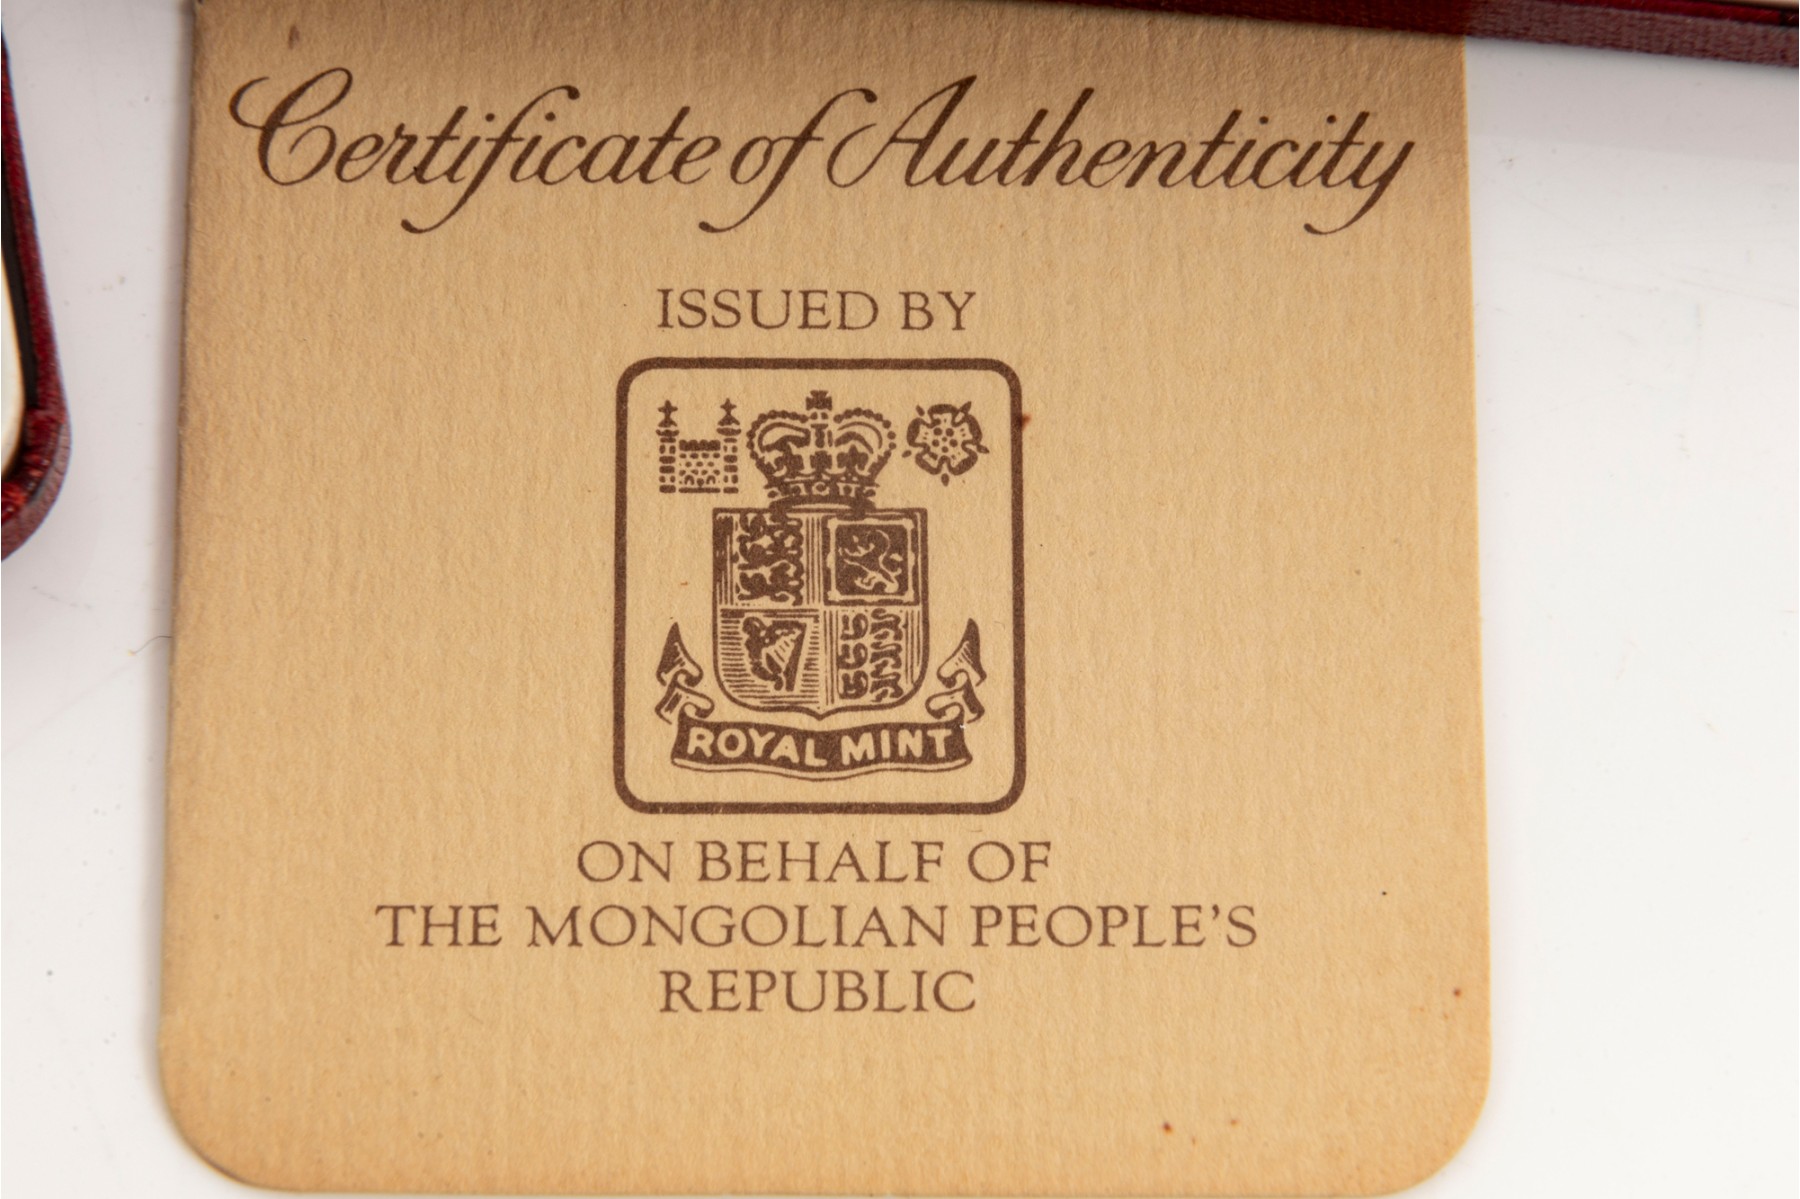 Certificate of Authenticity
ISSUED BY
ROYAL MINT
ON BEHALF OF
THE MONGOLIAN PEOPLE’S
REPUBLIC